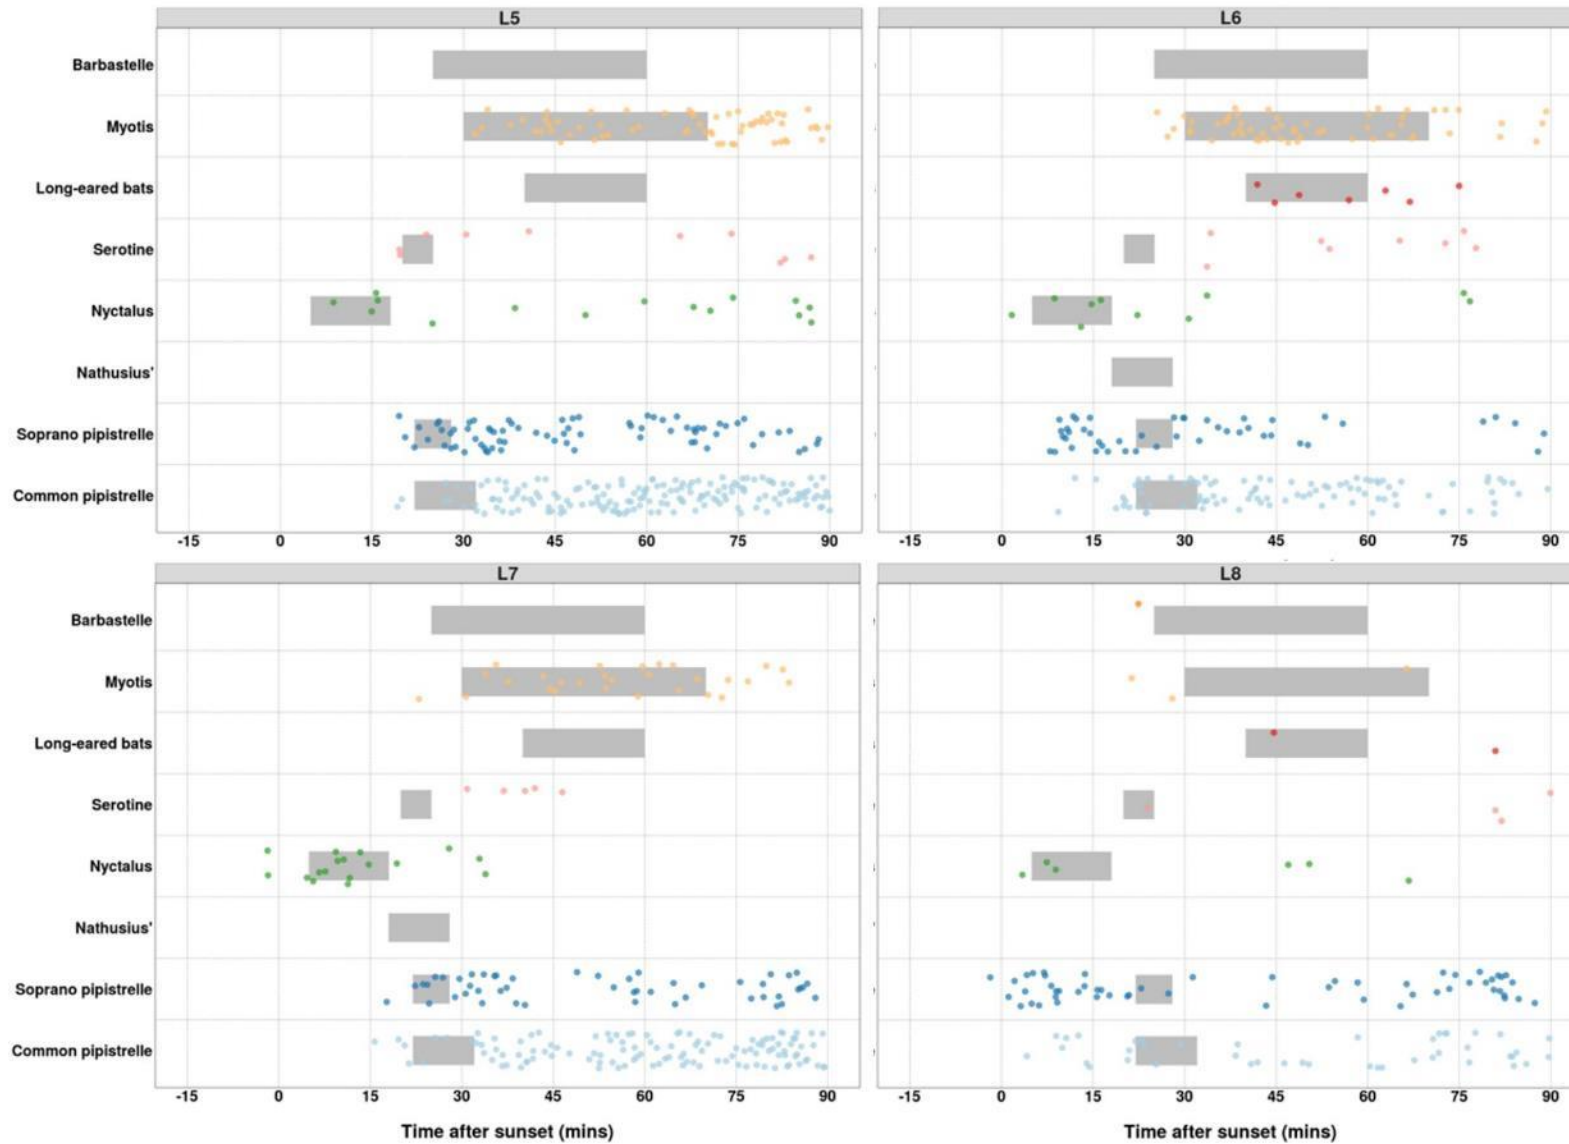 L5 L6
Barbastelle
Myotis
Long-eared bats
Serotine
Nyctalus
Nathusius'
Soprano pipistrelle
Common pipistrelle
-15 0 15 30 45 60 75 90 -15 0 15 30 45 60 75 90
L7 L8
Barbastelle
Myotis
Long-eared bats
Serotine
Nyctalus
Nathusius'
Soprano pipistrelle
Common pipistrelle
-15 0 15 30 45 60 75 90 -15 0 15 30 45 60 75 90
Time after sunset (mins) Time after sunset (mins)